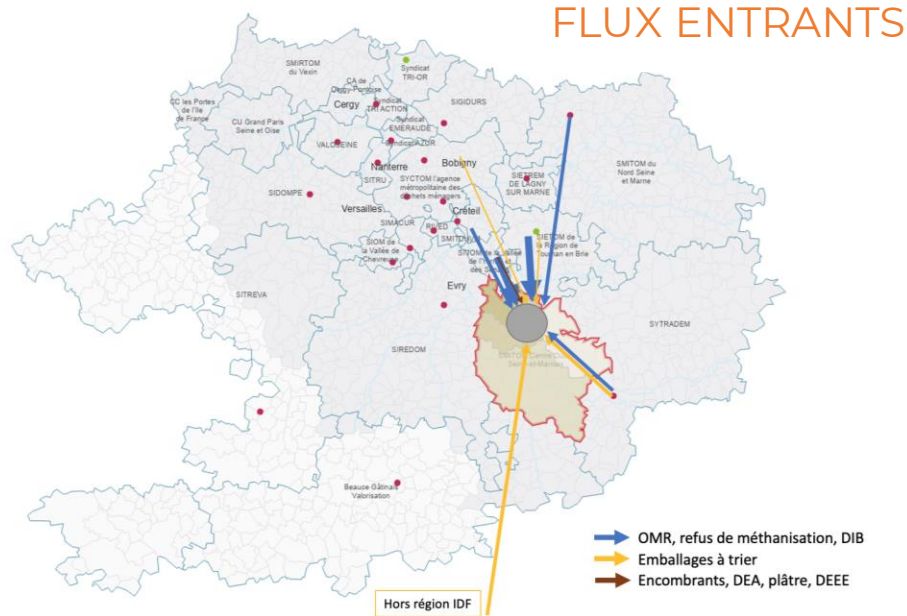 FLUX ENTRANTS
SMIRTOM
du Vexin
Syndicat
TRI-OR
CA de
Cergy-Pontoise
Cergy
Syndicat
TRI ACTION
SIGIDURS
CC les Portes
de l'Ile
de France
CU Grand Paris
Seine et Oise
Syndicat
EMERAUDE
VALOSEINE
Syndicat AZUR
Nanterre
Bobigny
SITRU
SYCTOM l'agence
métropolitaine des
déchets ménagers
SIETREM
DE LAGNY
SUR MARNE
SMITOM du
Nord Seine
et Marne
SIDOMPE
Versailles
Créteil
SIMACUR
RIVED
SIOM de
la Vallée de
Chevreuse
SIETOM de
la Région de
Tournan en Brie
Evry
SITREVA
SIREDOM
SYTRADEM
Beauce Gâtinais
Valorisation
OMR, refus de méthanisation, DIB
Emballages à trier
Encombrants, DEA, plâtre, DEEE
Hors région IDF